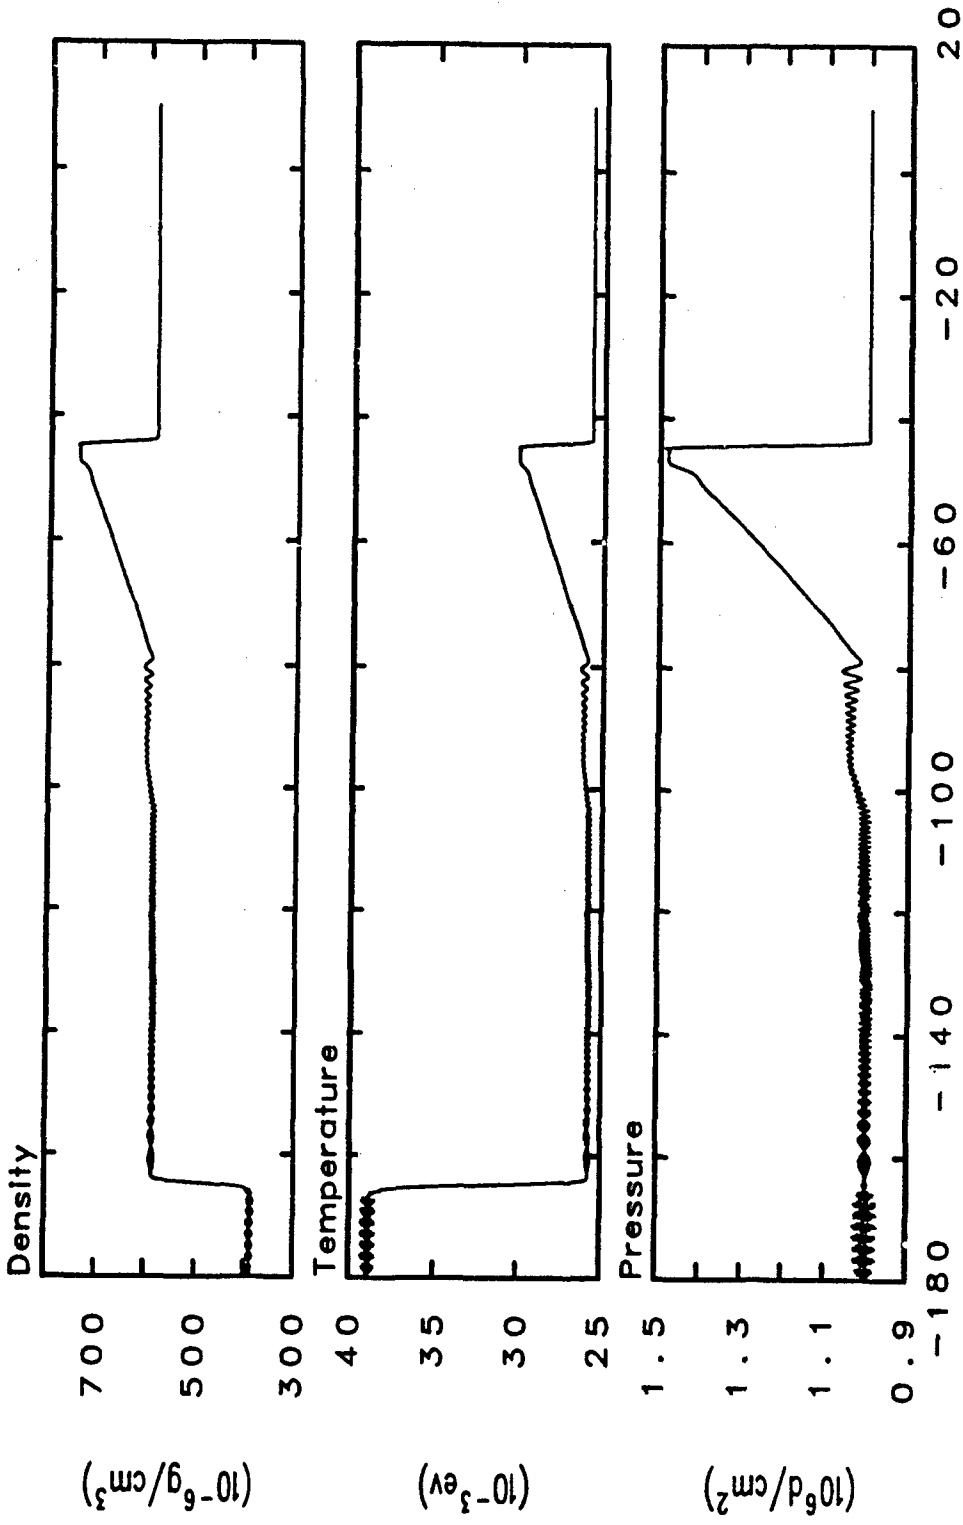 Density
700
500
300
(10⁻⁶g/cm³)
Temperature
40
35
30
25
(10⁻³ev)
Pressure
1.5
1.3
1.1
0.9
(10⁶d/cm²)
-180
-140
-100
-60
-20
20